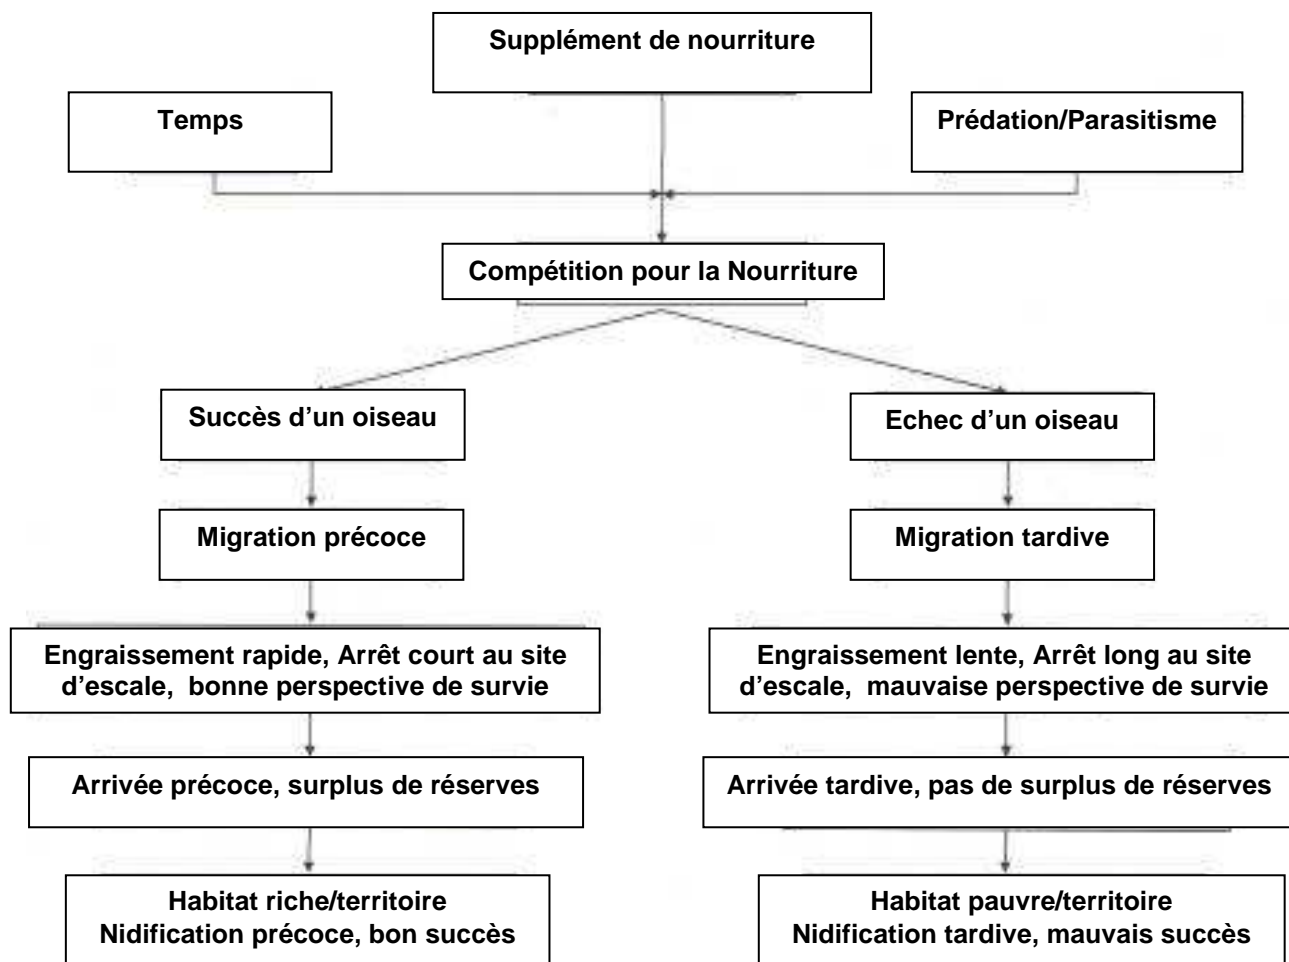 Supplément de nourriture
Temps
Prédation/Parasitisme
Compétition pour la Nourriture
Succès d'un oiseau
Echec d'un oiseau
Migration précoce
Migration tardive
Engraissement rapide, Arrêt court au site
d'escale, bonne perspective de survie
Engraissement lente, Arrêt long au site
d'escale, mauvaise perspective de survie
Arrivée précoce, surplus de réserves
Arrivée tardive, pas de surplus de réserves
Habitat riche/territoire
Nidification précoce, bon succès
Habitat pauvre/territoire
Nidification tardive, mauvais succès